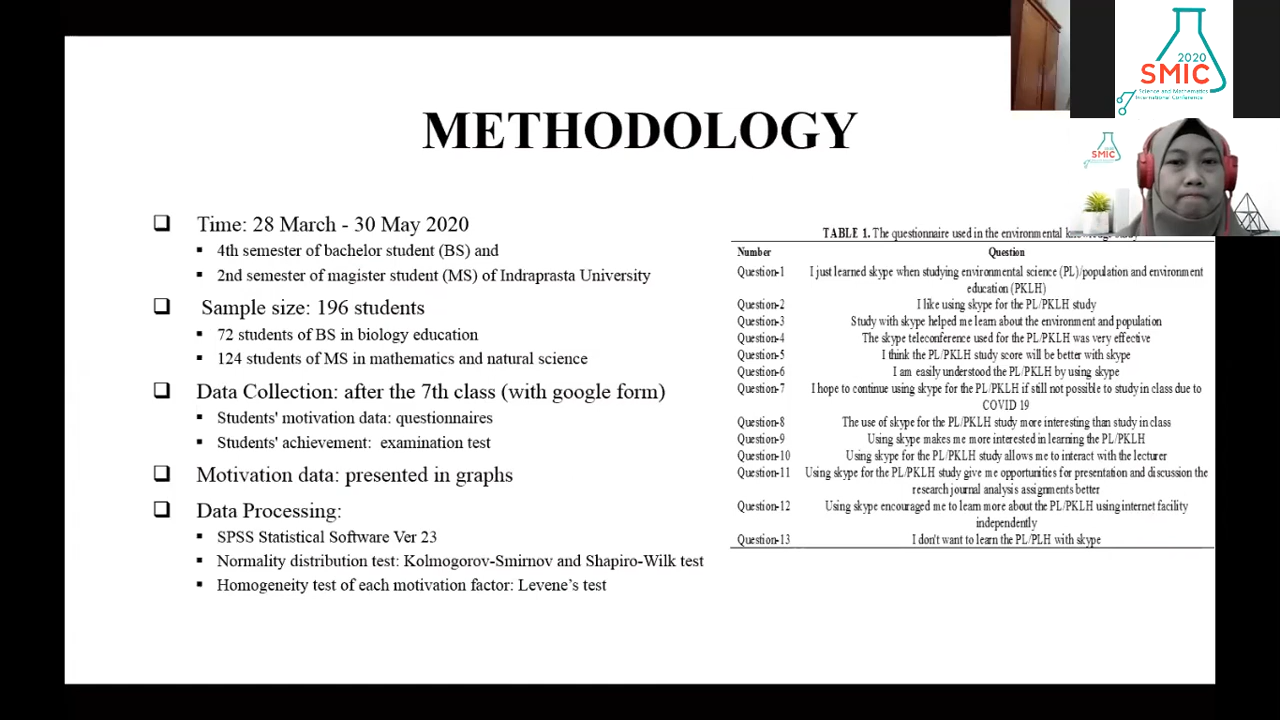 METHODOLOGY
Time: 28 March - 30 May 2020
4th semester of bachelor student (BS) and
2nd semester of magister student (MS) of Indraprasta University
Sample size: 196 students
72 students of BS in biology education
124 students of MS in mathematics and natural science
Data Collection: after the 7th class (with google form)
Students' motivation data: questionnaires
Students' achievement: examination test
Motivation data: presented in graphs
Data Processing:
SPSS Statistical Software Ver 23
Normality distribution test: Kolmogorov-Smirnov and Shapiro-Wilk test
Homogeneity test of each motivation factor: Levene's test
TABLE 1. The questionnaire used in the environmental
Number Question
Question-1 I just learned skype when studying environmental science (PL)/population and environment
education (PKLH)
Question-2 I like using skype for the PL/PKLH study
Question-3 Study with skype helped me learn about the environment and population
Question-4 The skype teleconference used for the PL/PKLH was very effective
Question-5 I think the PL/PKLH study score will be better with skype
Question-6 I am easily understood the PL/PKLH by using skype
Question-7 I hope to continue using skype for the PL/PKLH if still not possible to study in class due to
COVID 19
Question-8 The use of skype for the PL/PKLH study more interesting than study in class
Question-9 Using skype makes me more interested in learning the PL/PKLH
Question-10 Using skype for the PL/PKLH study allows me to interact with the lecturer
Question-11 Using skype for the PL/PKLH study give me opportunities for presentation and discussion the
research journal analysis assignments better
Question-12 Using skype encouraged me to learn more about the PL/PKLH using internet facility
independently
Question-13 I don't want to learn the PL/PLH with skype
2020
SMIC
Science and Mathematics
International Conference
2020
SMIC